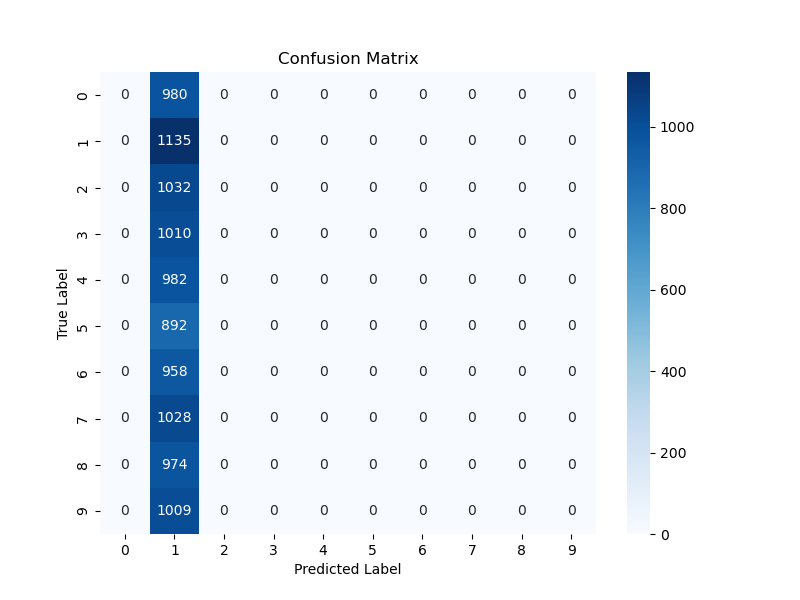 Confusion Matrix
0 0 980 0 0 0 0 0 0 0 0
1 0 1135 0 0 0 0 0 0 0 0
2 0 1032 0 0 0 0 0 0 0 0
3 0 1010 0 0 0 0 0 0 0 0
4 0 982 0 0 0 0 0 0 0 0
5 0 892 0 0 0 0 0 0 0 0
6 0 958 0 0 0 0 0 0 0 0
7 0 1028 0 0 0 0 0 0 0 0
8 0 974 0 0 0 0 0 0 0 0
9 0 1009 0 0 0 0 0 0 0 0
0 1 2 3 4 5 6 7 8 9
Predicted Label
True Label
1000
800
600
400
200
0